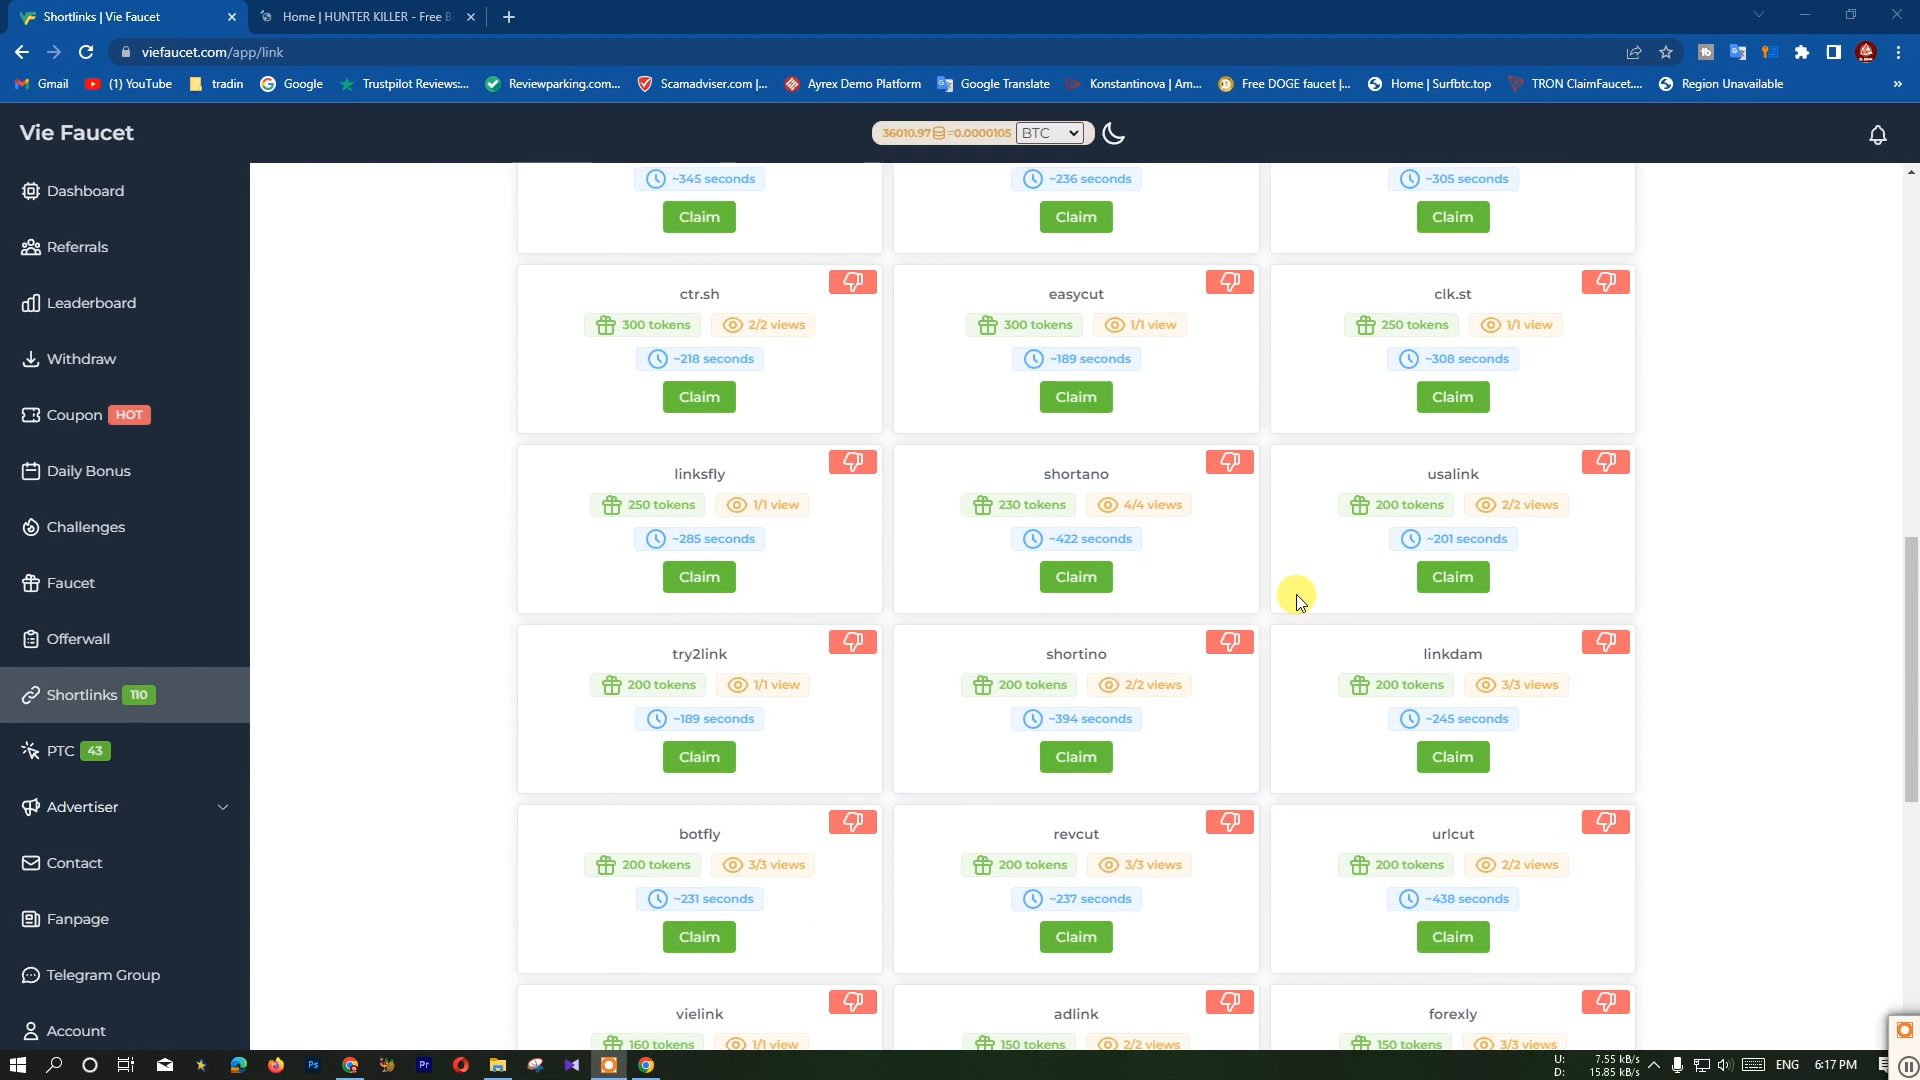 Shortlinks | Vie Faucet
Home | HUNTER KILLER - Free B
viefaucet.com/app/link
Gmail
(1) YouTube
tradin
Google
Trustpilot Reviews:...
Reviewparking.com...
Scamadviser.com |...
Ayrex Demo Platform
Google Translate
Konstantinova | Am...
Free DOGE faucet |...
Home | Surfbtc.top
TRON ClaimFaucet....
Region Unavailable
»
Vie Faucet
36010.97=0.0000105 BTC
Dashboard
Referrals
Leaderboard
Withdraw
Coupon HOT
Daily Bonus
Challenges
Faucet
Offerwall
Shortlinks 110
PTC 43
Advertiser
Contact
Fanpage
Telegram Group
Account
~345 seconds
Claim
~236 seconds
Claim
~305 seconds
Claim
ctr.sh
300 tokens 2/2 views
~218 seconds
Claim
easycut
300 tokens 1/1 view
~189 seconds
Claim
clk.st
250 tokens 1/1 view
~308 seconds
Claim
linksfly
250 tokens 1/1 view
~285 seconds
Claim
shortano
230 tokens 4/4 views
~422 seconds
Claim
usalink
200 tokens 2/2 views
~201 seconds
Claim
try2link
200 tokens 1/1 view
~189 seconds
Claim
shortino
200 tokens 2/2 views
~394 seconds
Claim
linkdam
200 tokens 3/3 views
~245 seconds
Claim
botfly
200 tokens 3/3 views
~231 seconds
Claim
revcut
200 tokens 3/3 views
~237 seconds
Claim
urlcut
200 tokens 2/2 views
~438 seconds
Claim
vielink
160 tokens 1/1 view
adlink
150 tokens 2/2 views
forexly
150 tokens 3/3 views
U: 7.55 kB/s
D: 15.85 kB/s
ENG
6:17 PM